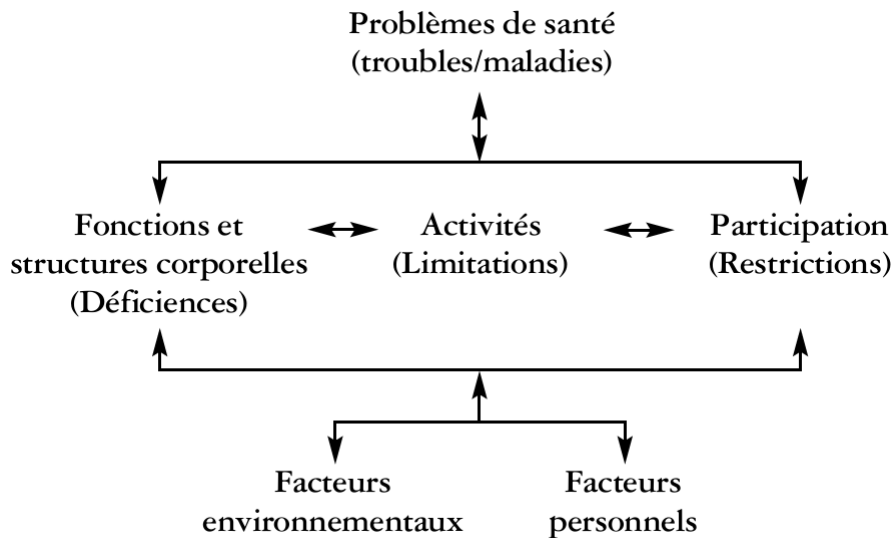 Problèmes de santé
(troubles/maladies)
Fonctions et
structures corporelles
(Déficiences)
Activités
(Limitations)
Participation
(Restrictions)
Facteurs
environnementaux
Facteurs
personnels